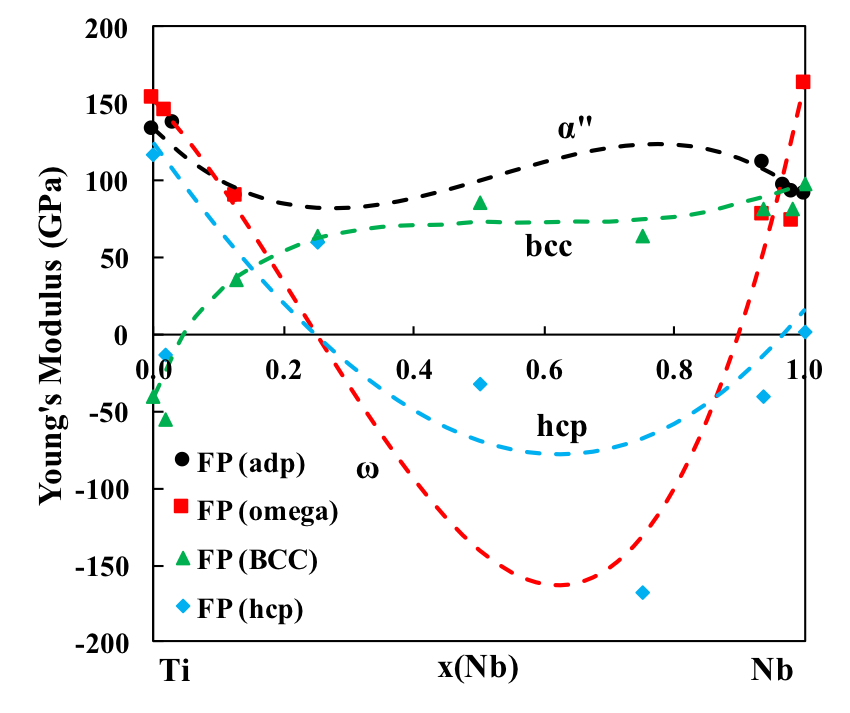 200
150
100
50
0
-50
-100
-150
-200
Young's Modulus (GPa)
α"
bcc
0.0 0.2 0.4 0.6 0.8 1.0
hcp
ω
FP (adp)
FP (omega)
FP (BCC)
FP (hcp)
Ti x(Nb) Nb